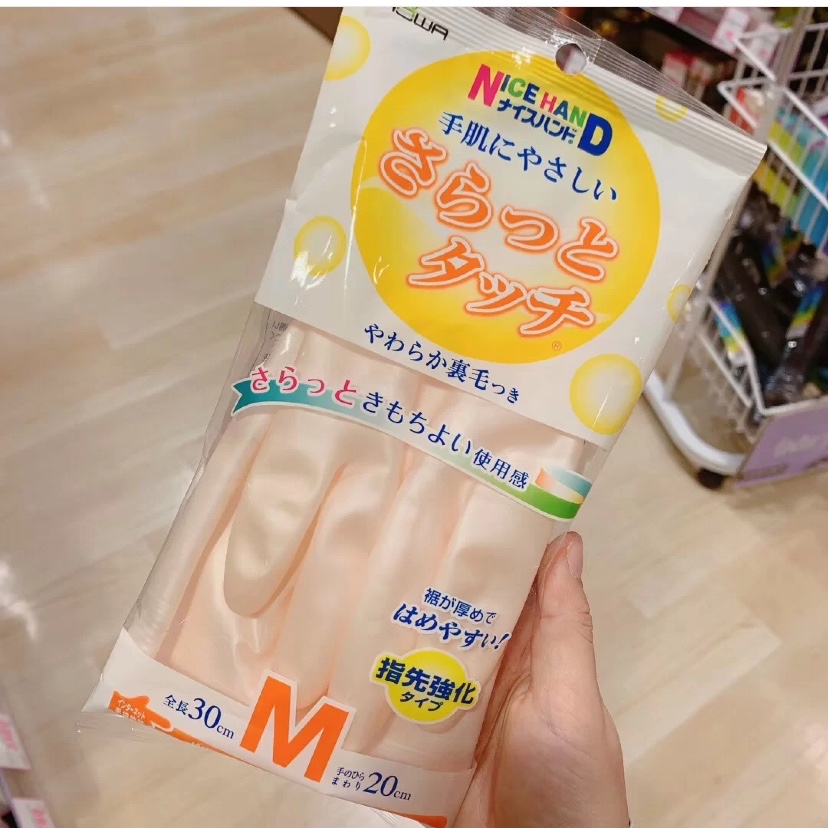 NICE HAND
ナイスハンド®
手肌にやさしい
さらっと
タッチ®
やわらか裏毛つき
さらっときもちよい使用感
裾が厚めで
はめやすい!
指先強化
タイプ
全長30cm
M
手のひら
まわり20cm